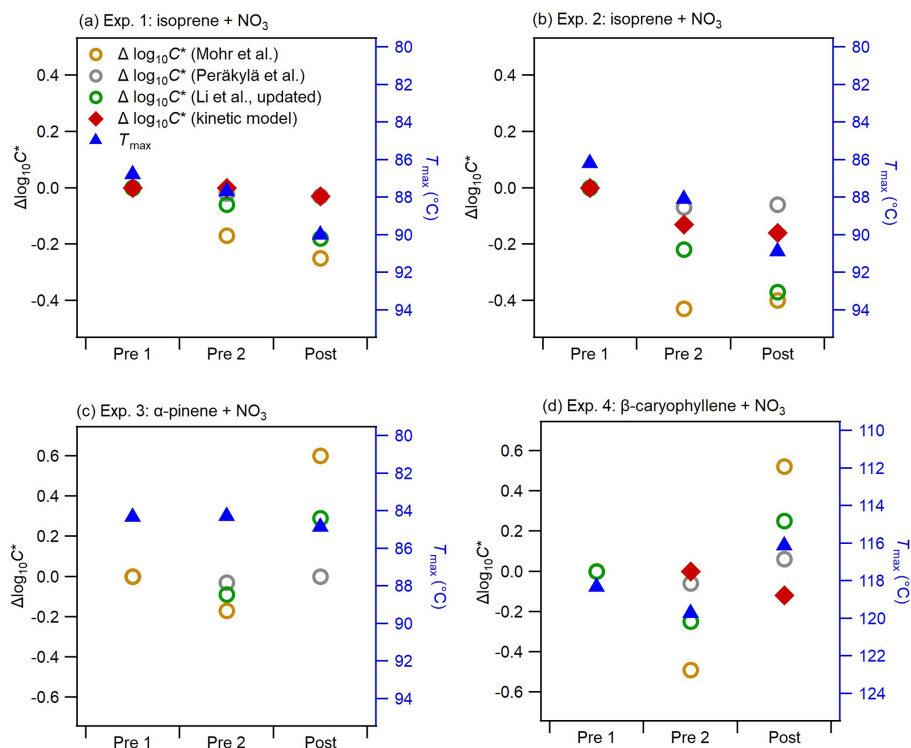 (a) Exp. 1: isoprene + NO3
Δ log10C* (Mohr et al.)
Δ log10C* (Peräkylä et al.)
Δ log10C* (Li et al., updated)
Δ log10C* (kinetic model)
Tmax
0.4
0.2
0.0
-0.2
-0.4
Δlog10C*
80
82
84
86
88
90
92
94
Tmax (°C)
Pre 1 Pre 2 Post
(b) Exp. 2: isoprene + NO3
0.4
0.2
0.0
-0.2
-0.4
Δlog10C*
80
82
84
86
88
90
92
94
Tmax (°C)
Pre 1 Pre 2 Post
(c) Exp. 3: α-pinene + NO3
0.6
0.4
0.2
0.0
-0.2
-0.4
-0.6
Δlog10C*
80
82
84
86
88
90
92
94
Tmax (°C)
Pre 1 Pre 2 Post
(d) Exp. 4: β-caryophyllene + NO3
0.6
0.4
0.2
0.0
-0.2
-0.4
-0.6
Δlog10C*
110
112
114
116
118
120
122
124
Tmax (°C)
Pre 1 Pre 2 Post